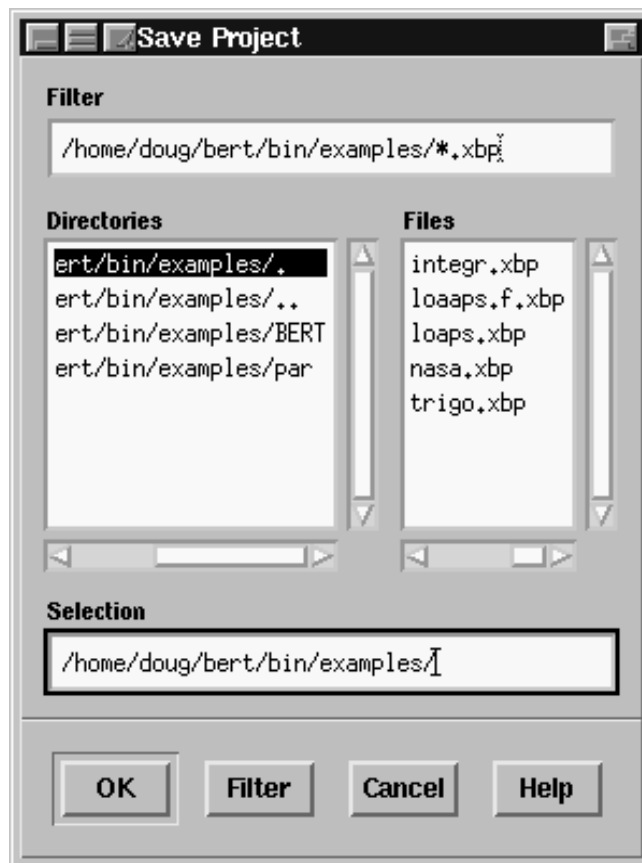 Save Project
Filter
/home/doug/bert/bin/examples/*.xbp
Directories
Files
ert/bin/examples/.
ert/bin/examples/..
ert/bin/examples/BERT
ert/bin/examples/par
integr.xbp
loaaps.f.xbp
loaps.xbp
nasa.xbp
trigo.xbp
Selection
/home/doug/bert/bin/examples/
OK
Filter
Cancel
Help